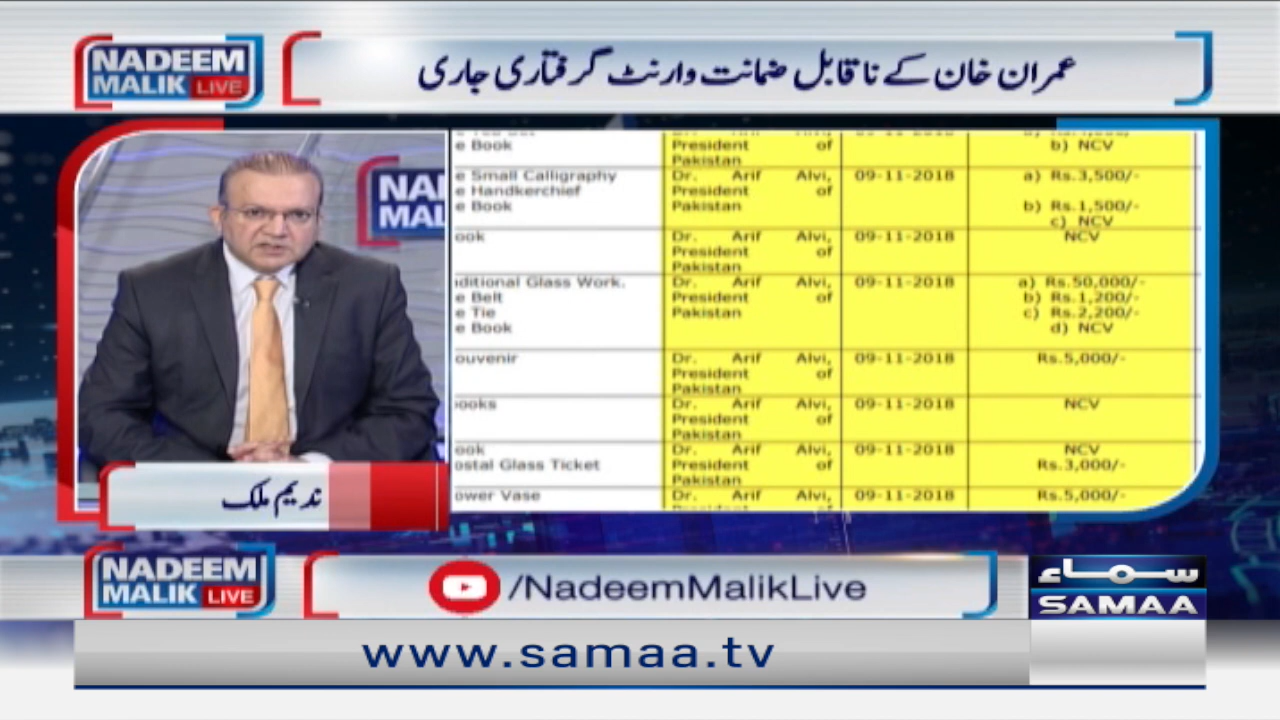 NADEEM
MALIK LIVE
عمران خان کے ناقابل ضمانت وارنٹ گرفتاری جاری
NAI
MAL
e Book
President of
Pakistan
b) NCV
e Small Calligraphy
e Handkerchief
e Book
Dr. Arif Alvi,
President of
Pakistan
09-11-2018
a) Rs.3,500/-
b) Rs.1,500/-
c) NCV
ook
Dr. Arif Alvi,
President of
Pakistan
09-11-2018
NCV
ditional Glass Work.
e Belt
e Tie
e Book
Dr. Arif Alvi,
President of
Pakistan
09-11-2018
a) Rs.50,000/-
b) Rs.1,200/-
c) Rs.2,200/-
d) NCV
ouvenir
Dr. Arif Alvi,
President of
Pakistan
09-11-2018
Rs.5,000/-
ooks
Dr. Arif Alvi,
President of
Pakistan
09-11-2018
NCV
ook
ostal Glass Ticket
Dr. Arif Alvi,
President of
Pakistan
09-11-2018
NCV
Rs.3,000/-
ower Vase
Dr. Arif Alvi,
09-11-2018
Rs.5,000/-
ندیم ملک
NADEEM
MALIK LIVE
/NadeemMalikLive
سماء
SAMAA
www.samaa.tv